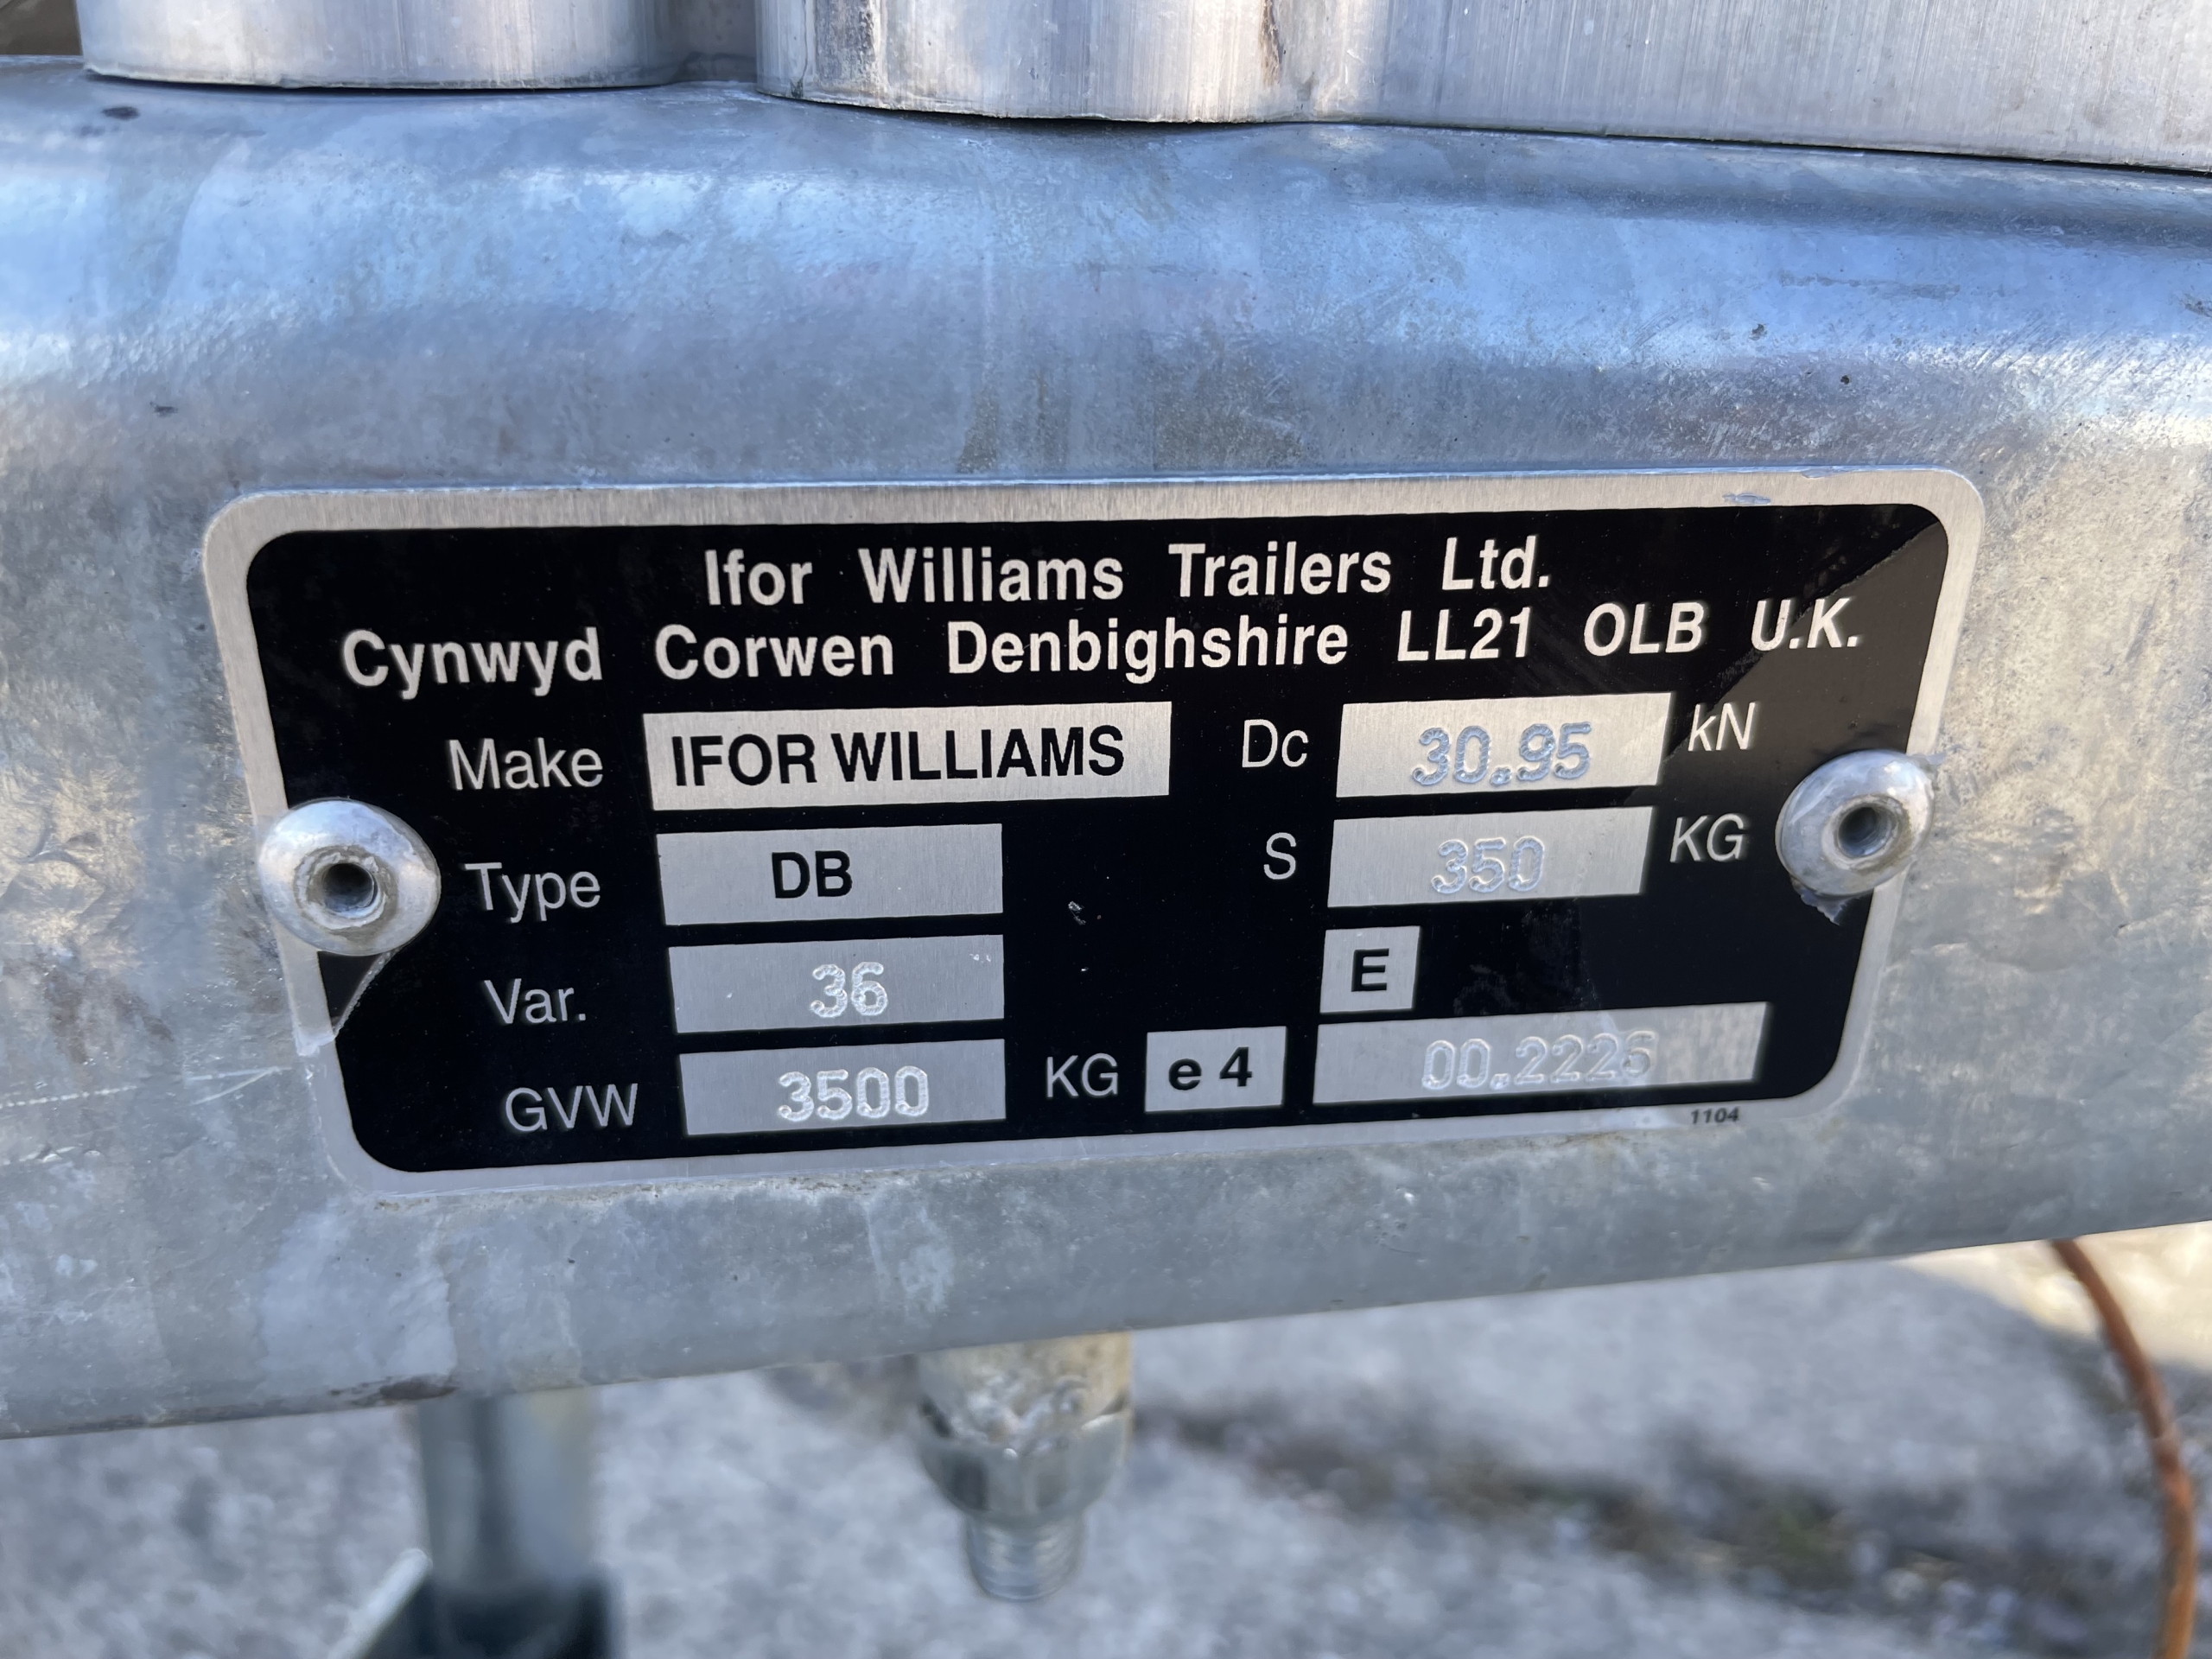 Ifor Williams Trailers Ltd.
Cynwyd Corwen Denbighshire LL21 OLB U.K.
Make IFOR WILLIAMS Dc 30.95 kN
Type DB S 350 KG
Var. 36 E
GVW 3500 KG e4 00.2226
1104